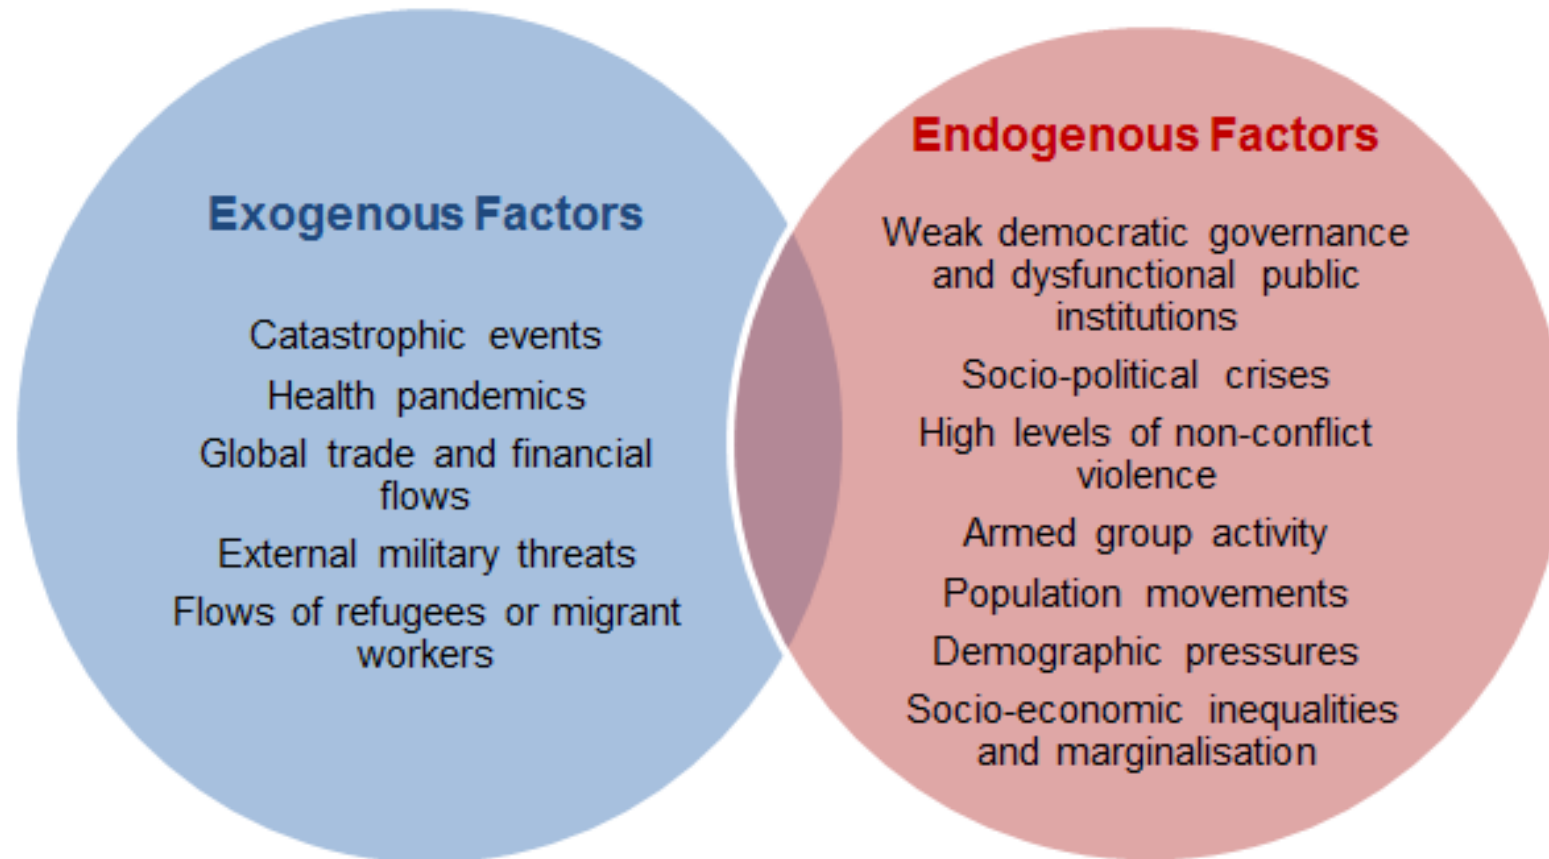 Exogenous Factors
Catastrophic events
Health pandemics
Global trade and financial
flows
External military threats
Flows of refugees or migrant
workers
Endogenous Factors
Weak democratic governance
and dysfunctional public
institutions
Socio-political crises
High levels of non-conflict
violence
Armed group activity
Population movements
Demographic pressures
Socio-economic inequalities
and marginalisation